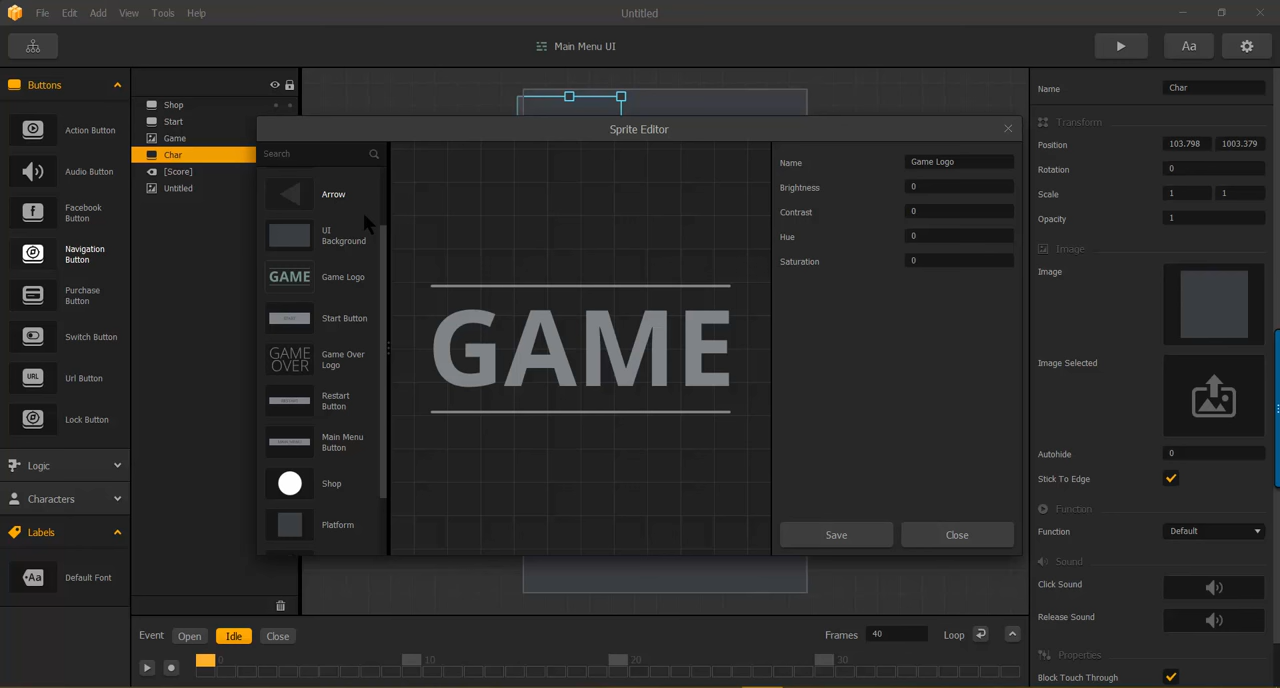 File Edit Add View Tools Help
Untitled
Main Menu UI
Aa
Buttons
Action Button
Audio Button
Facebook
Button
Navigation
Button
Purchase
Button
Switch Button
URL
Url Button
Lock Button
Logic
Characters
Labels
Aa
Default Font
Shop
Start
Game
Char
[Score]
Untitled
Sprite Editor
Search
Arrow
UI
Background
GAME
Game Logo
Start Button
GAME
OVER
Game Over
Logo
Restart
Button
Main Menu
Button
Shop
Platform
GAME
Name Game Logo
Brightness 0
Contrast 0
Hue 0
Saturation 0
Save Close
Name Char
Transform
Position 103.798 1003.379
Rotation 0
Scale 1 1
Opacity 1
Image
Image
Image Selected
Autohide 0
Stick To Edge
Function
Function Default
Sound
Click Sound
Release Sound
Properties
Block Touch Through
Event Open Idle Close
Frames 40 Loop
0 10 20 30